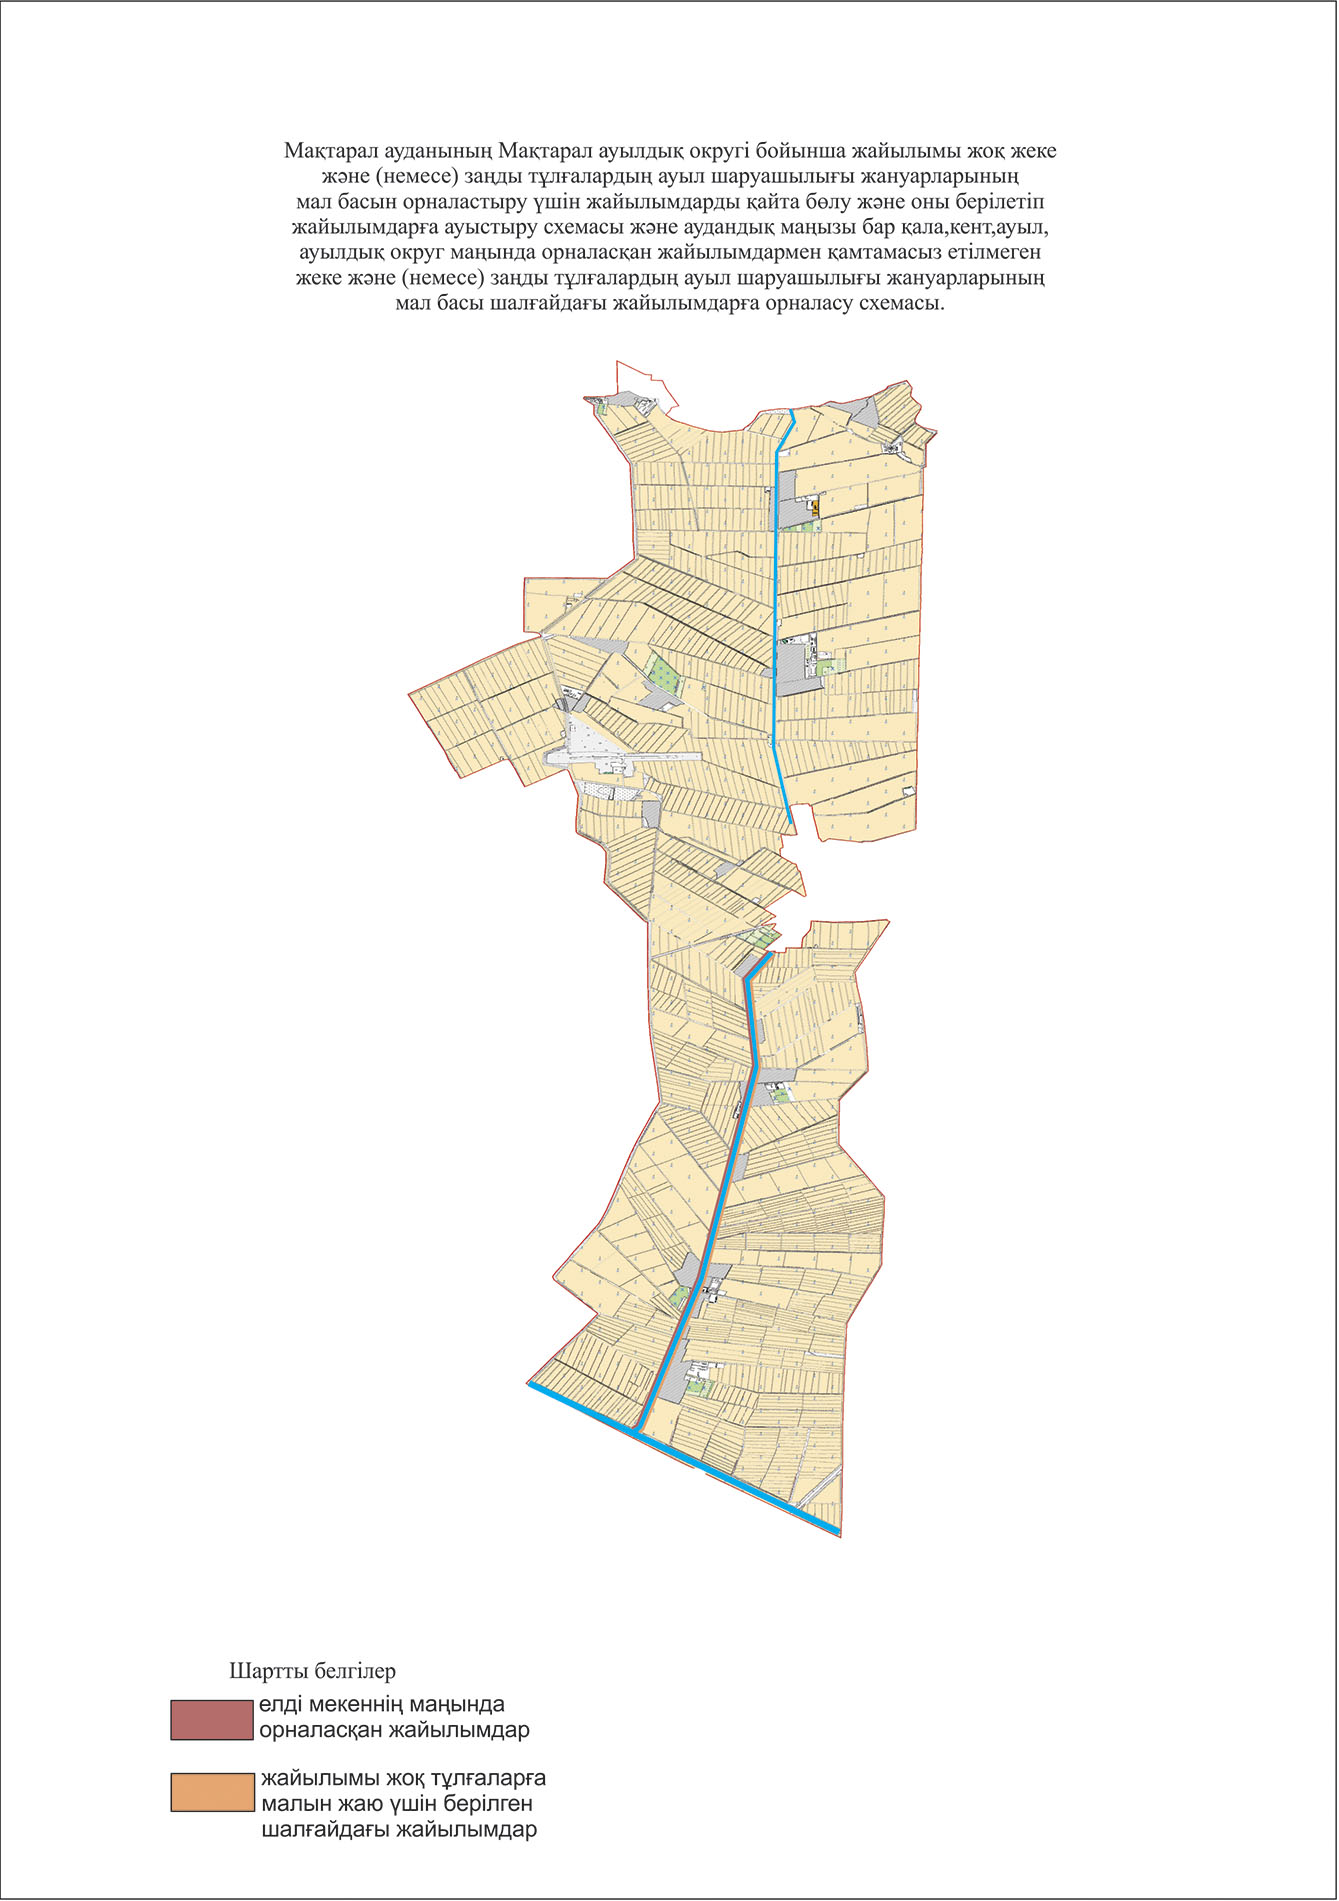 Мақтарал ауданының Мақтарал ауылдық округі бойынша жайылымы жоқ жеке
және (немесе) заңды тұлғалардың ауыл шаруашылығы жануарларының
мал басын орналастыру үшін жайылымдарды қайта бөлу және оны берілетіп
жайылымдарға ауыстыру схемасы және аудандық маңызы бар қала,кент,ауыл,
ауылдық округ маңында орналасқан жайылымдармен қамтамасыз етілмеген
жеке және (немесе) заңды тұлғалардың ауыл шаруашылығы жануарларының
мал басы шалғайдағы жайылымдарға орналасу схемасы.
Шартты белгілер
елді мекеннің маңында
орналасқан жайылымдар
жайылымы жоқ тұлғаларға
малын жаю үшін берілген
шалғайдағы жайылымдар